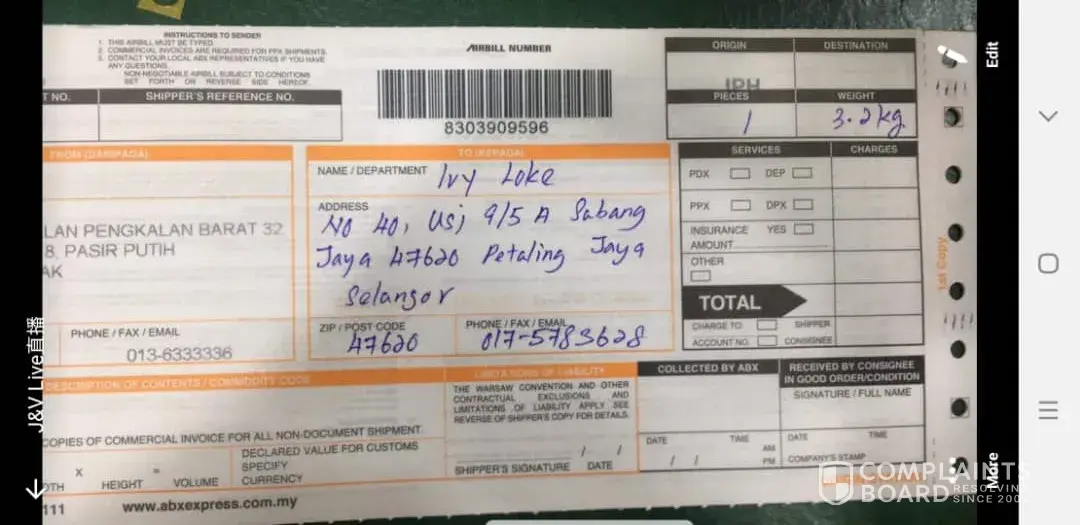 INSTRUCTIONS TO SENDER
1. THIS AIRBILL MUST BE TYPED.
2. COMMERCIAL INVOICES ARE REQUIRED FOR PPX SHIPMENTS.
3. CONTACT YOUR LOCAL ABX REPRESENTATIVES IF YOU HAVE
ANY QUESTIONS.
NON-NEGOTIABLE AIRBILL SUBJECT TO CONDITIONS
SET FORTH ON REVERSE SIDE HEREOF.
T NO.
SHIPPER'S REFERENCE NO.
AIRBILL NUMBER
8303909596
ORIGIN
DESTINATION
IPH
PIECES
WEIGHT
1
3.2kg
FROM (DARIPADA)
LAN PENGKALAN BARAT 32
8, PASIR PUTIH
AK
PHONE / FAX / EMAIL
013-6333336
TO (KEPADA)
NAME / DEPARTMENT Ivy Loke
ADDRESS
No 40, Usj 9/5 A Subang
Jaya 47620 Petaling Jaya
Selangor
ZIP / POST CODE
47620
PHONE / FAX / EMAIL
017-5783628
SERVICES
CHARGES
PDX
DEP
PPX
DPX
INSURANCE YES
AMOUNT
OTHER
TOTAL
CHARGE TO SHIPPER
ACCOUNT NO. CONSIGNEE
1st Copy
DESCRIPTION OF CONTENTS / COMMODITY CODE
COPIES OF COMMERCIAL INVOICE FOR ALL NON-DOCUMENT SHIPMENT.
DECLARED VALUE FOR CUSTOMS
SPECIFY
CURRENCY
X =
DTH HEIGHT VOLUME
111
www.abxexpress.com.my
LIMITATIONS OF LIABILITY
THE WARSAW CONVENTION AND OTHER
CONTRACTUAL EXCLUSIONS AND
LIMITATIONS OF LIABILITY APPLY SEE
REVERSE OF SHIPPER'S COPY FOR DETAILS.
/ /
SHIPPER'S SIGNATURE DATE
COLLECTED BY ABX
DATE TIME
/ / AM
PM
RECEIVED BY CONSIGNEE
IN GOOD ORDER/CONDITION
SIGNATURE / FULL NAME
DATE TIME
COMPANY'S STAMP
J&V Live直播
Edit
More
COMPLAINTS
BOARD
RESOLVING
SINCE 200